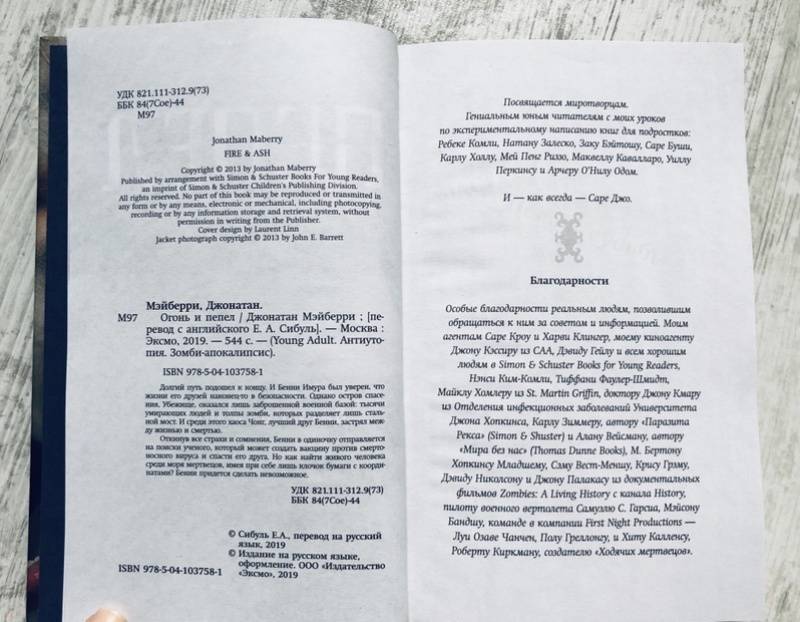 УДК 821.111-312.9(73)
ББК 84(7Сое)-44
М97
Jonathan Maberry
FIRE & ASH
Copyright © 2013 by Jonathan Maberry
Published by arrangement with Simon & Schuster Books For Young Readers,
an imprint of Simon & Schuster Children's Publishing Division.
All rights reserved. No part of this book may be reproduced or transmitted in
any form or by any means, electronic or mechanical, including photocopying,
recording or by any information storage and retrieval system, without
permission in writing from the Publisher.
Cover design by Laurent Linn
Jacket photograph copyright © 2013 by John E. Barrett
Мэйберри, Джонатан.
М97 Огонь и пепел / Джонатан Мэйберри ; [пе-
ревод с английского Е. А. Сибуль]. — Москва :
Эксмо, 2019. — 544 с. — (Young Adult. Антиуто-
пия. Зомби-апокалипсис).
ISBN 978-5-04-103758-1
Долгий путь подошел к концу. И Бенни Имура был уверен, что
жизни его друзей наконец-то в безопасности. Однако остров спасе-
ния, Убежище, оказался лишь заброшенной военной базой: тысячи
умирающих людей и толпы зомби, которых разделяет лишь сталь-
ной мост. И среди этого хаоса Чонг, лучший друг Бенни, застрял меж-
ду жизнью и смертью.
Откинув все страхи и сомнения, Бенни в одиночку отправляется
на поиски ученого, который может создать вакцину против смерто-
носного вируса и спасти его друга. Но как найти живого человека
среди моря мертвецов, имея при себе лишь клочок бумаги с коорди-
натами? Бенни придется сделать невозможное.
УДК 821.111-312.9(73)
ББК 84(7Сое)-44
© Сибуль Е.А., перевод на русский
язык, 2019
© Издание на русском языке,
оформление. ООО «Издательство
«Эксмо», 2019
ISBN 978-5-04-103758-1
Посвящается миротворцам.
Гениальным юным читателям с моих уроков
по экспериментальному написанию книг для подростков:
Ребеке Комли, Натану Залеско, Заку Бэйтошу, Саре Буши,
Карлу Холлу, Мей Пенг Риззо, Маквеллу Кавалларо, Уиллу
Перкинсу и Арчеру О'Нилу Одом.
И — как всегда — Саре Джо.
Благодарности
Особые благодарности реальным людям, позволившим
обращаться к ним за советом и информацией. Моим
агентам Саре Кроу и Харви Клингер, моему киноагенту
Джону Кэссиру из САА, Дэвиду Гейлу и всем хорошим
людям в Simon & Schuster Books for Young Readers,
Нэнси Ким-Комли, Тиффани Фаулер-Шмидт,
Майклу Хомлеру из St. Martin Griffin, доктору Джону Кмару
из Отделения инфекционных заболеваний Университета
Джона Хопкинса, Карлу Зиммеру, автору «Паразита
Рекса» (Simon & Shuster) и Алану Вейсману, автору
«Мира без нас» (Thomas Dunne Books), М. Бертону
Хопкинсу Младшему, Сэму Вест-Меншу, Крису Грэму,
Дэвиду Николсону и Джону Палакасу из документальных
фильмов Zombies: A Living History с канала History,
пилоту военного вертолета Самуэлю С. Гарсиа, Мэйсону
Бандшу, команде в компании First Night Productions —
Луи Озаве Чанчен, Полу Греллонгу, и Хиту Калленсу,
Роберту Киркману, создателю «Ходячих мертвецов».